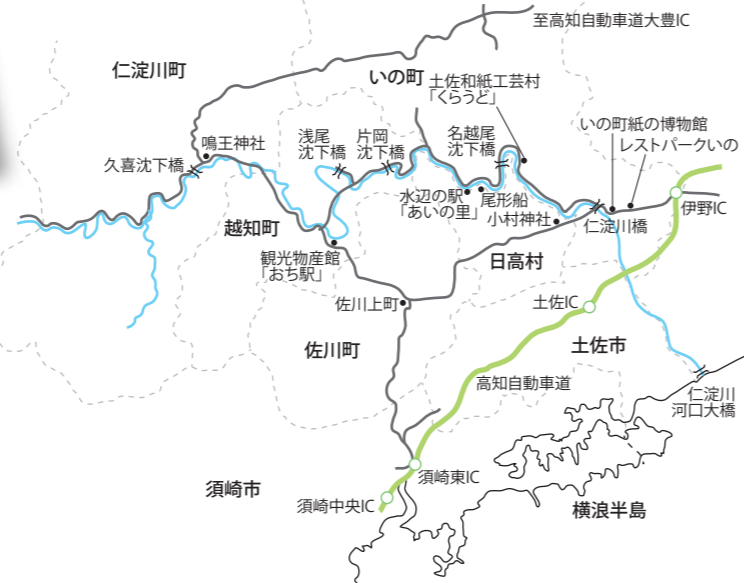 至高知自動車道大豊IC
仁淀川町
いの町
土佐和紙工芸村
「くらうど」
いの町紙の博物館
レストパークいの
鳴王神社
浅尾
沈下橋
片岡
沈下橋
名越屋
沈下橋
久喜沈下橋
水辺の駅
「あいの里」
屋形船
小村神社
仁淀川橋
伊野IC
越知町
観光物産館
「おち駅」
日高村
佐川上町
土佐IC
佐川町
土佐市
高知自動車道
仁淀川
河口大橋
須崎市
須崎東IC
須崎中央IC
横浪半島